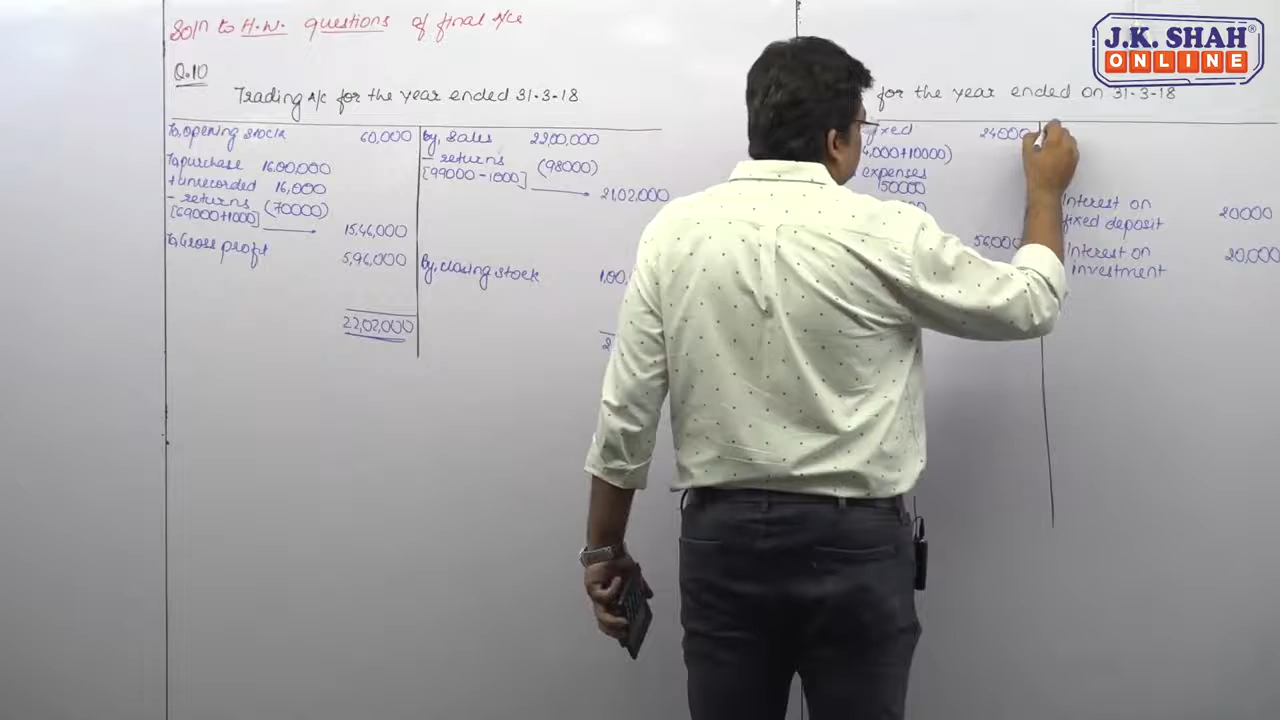 J.K. SHAH®
ONLINE
Soln to H.W. questions of final A/cs
Q.10
Trading A/c for the Year ended 31-3-18
To, opening stock 60,000
To, purchase 16,00,000
+ unrecorded 16,000
- returns (70000)
[69000+1000] 15,46,000
To, Gross profit 5,96,000
22,02,000
by, Sales 22,00,000
- returns (98000)
[99000-1000] 21,02,000
by, closing stock 1,00,
2
for the year ended on 31-3-18
fixed 24000
4,000+10000)
expenses
50000
56,000
Interest on
fixed deposit 20000
Interest on
investment 20,000